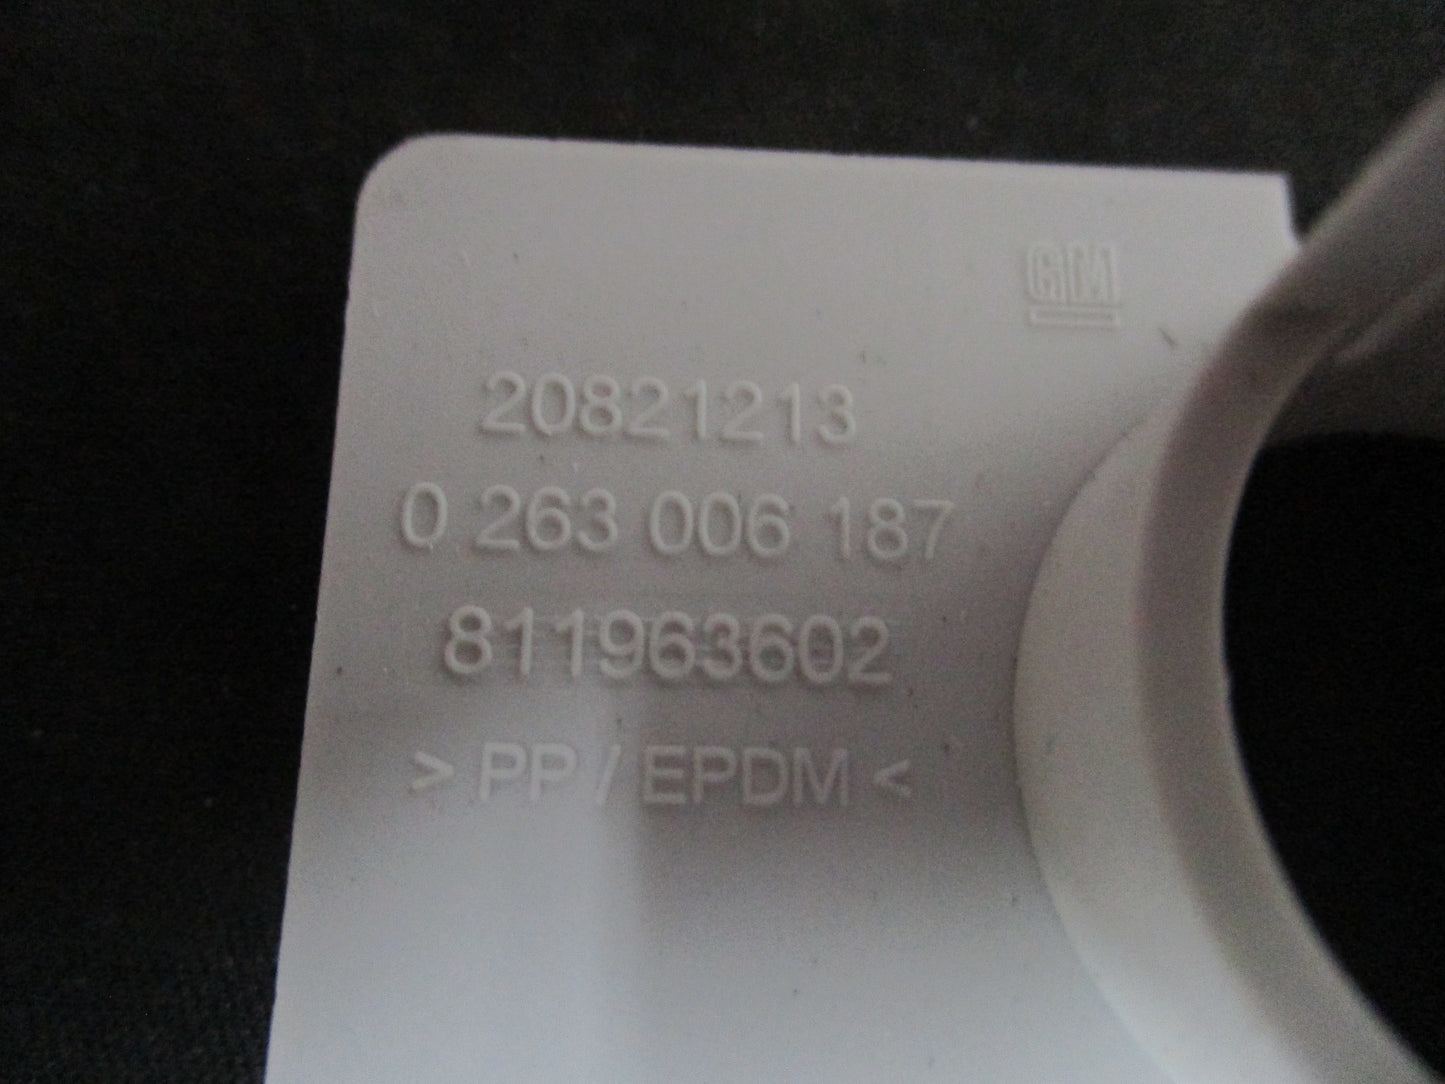 GM
20821213
0 263 006 187
811963602
> PP / EPDM <